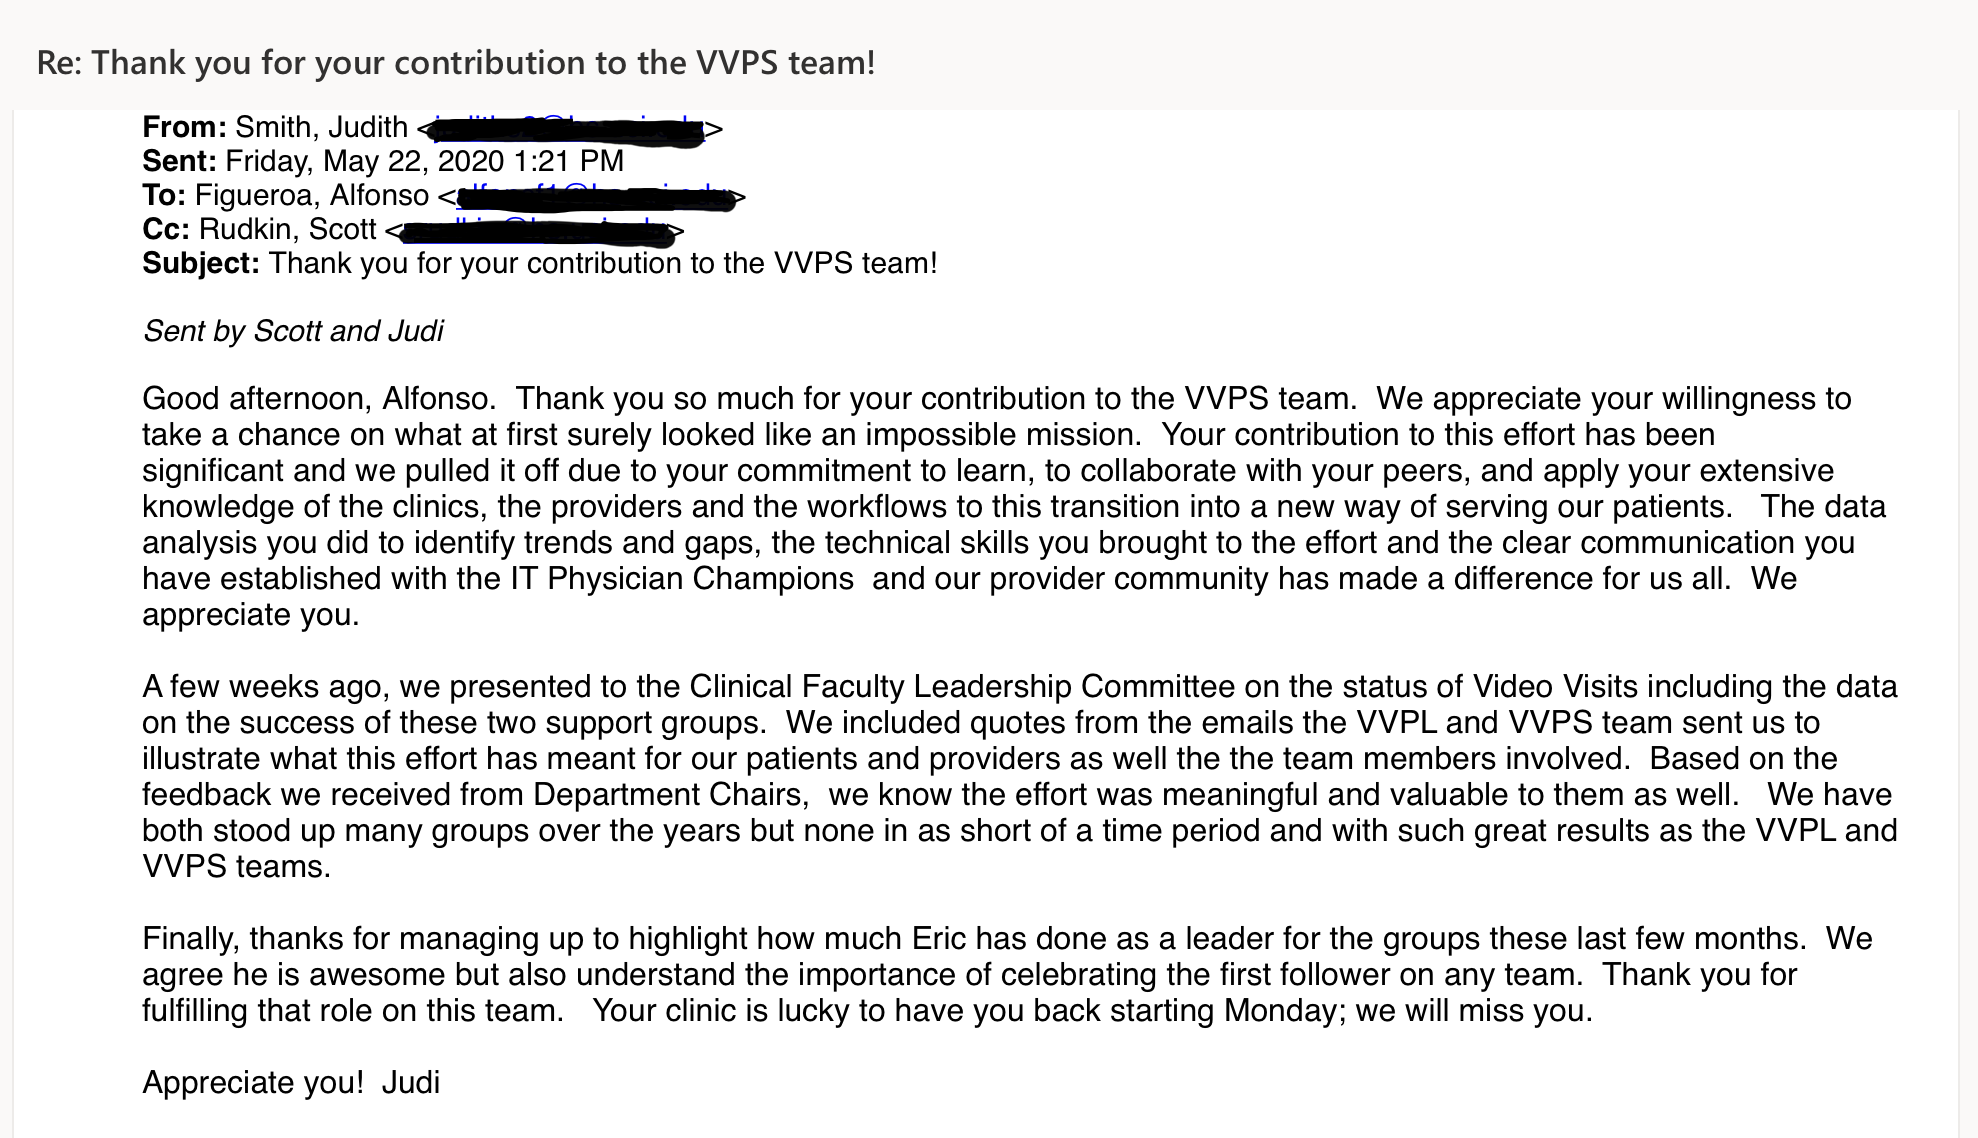 Re: Thank you for your contribution to the VVPS team!
From: Smith, Judith < >
Sent: Friday, May 22, 2020 1:21 PM
To: Figueroa, Alfonso < >
Cc: Rudkin, Scott < >
Subject: Thank you for your contribution to the VVPS team!
Sent by Scott and Judi
Good afternoon, Alfonso.  Thank you so much for your contribution to the VVPS team.  We appreciate your willingness to
take a chance on what at first surely looked like an impossible mission.  Your contribution to this effort has been
significant and we pulled it off due to your commitment to learn, to collaborate with your peers, and apply your extensive
knowledge of the clinics, the providers and the workflows to this transition into a new way of serving our patients.   The data
analysis you did to identify trends and gaps, the technical skills you brought to the effort and the clear communication you
have established with the IT Physician Champions  and our provider community has made a difference for us all.  We
appreciate you.
A few weeks ago, we presented to the Clinical Faculty Leadership Committee on the status of Video Visits including the data
on the success of these two support groups.  We included quotes from the emails the VVPL and VVPS team sent us to
illustrate what this effort has meant for our patients and providers as well the the team members involved.  Based on the
feedback we received from Department Chairs,  we know the effort was meaningful and valuable to them as well.   We have
both stood up many groups over the years but none in as short of a time period and with such great results as the VVPL and
VVPS teams.
Finally, thanks for managing up to highlight how much Eric has done as a leader for the groups these last few months.  We
agree he is awesome but also understand the importance of celebrating the first follower on any team.  Thank you for
fulfilling that role on this team.   Your clinic is lucky to have you back starting Monday; we will miss you.
Appreciate you!  Judi